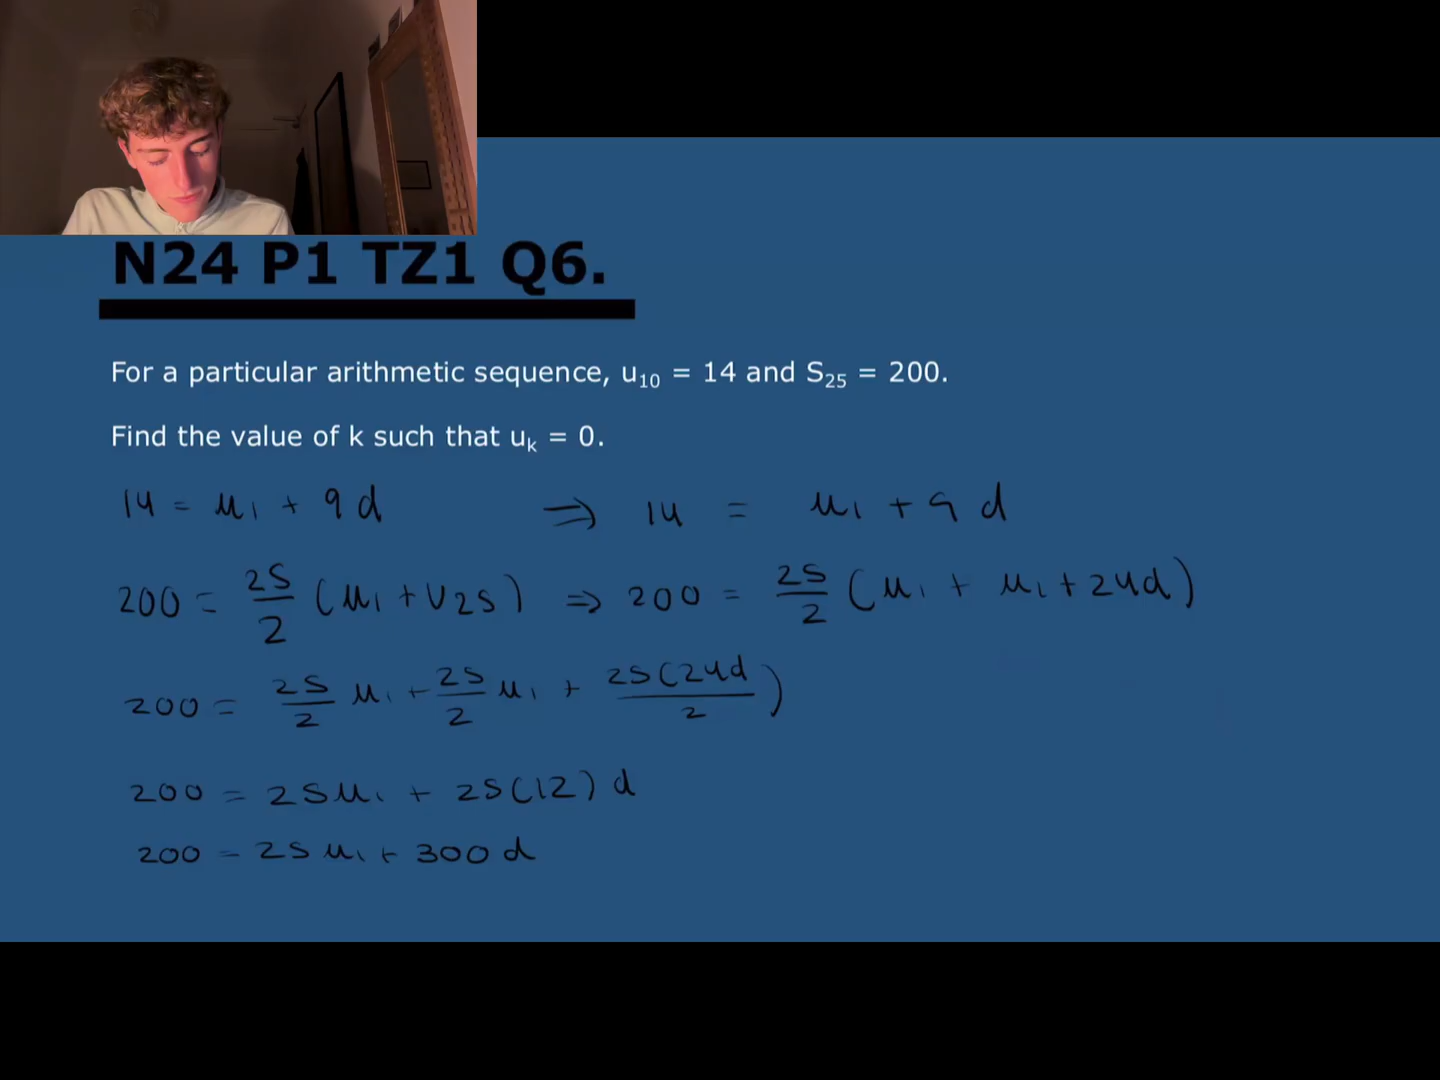 N24 P1 TZ1 Q6.
For a particular arithmetic sequence, u₁₀ = 14 and S₂₅ = 200.
Find the value of k such that uₖ = 0.
14 = u₁ + 9d ⇒ 14 = u₁ + 9d
200 = 25/2 (u₁ + U₂₅) ⇒ 200 = 25/2 (u₁ + u₁ + 24d)
200 = 25/2 u₁ + 25/2 u₁ + 25(24d/2)
200 = 25u₁ + 25(12)d
200 = 25u₁ + 300d